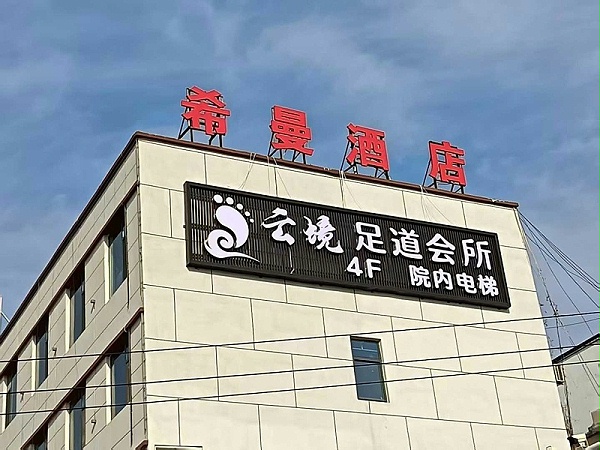 希曼酒店
云境 足道会所
4F 院内电梯